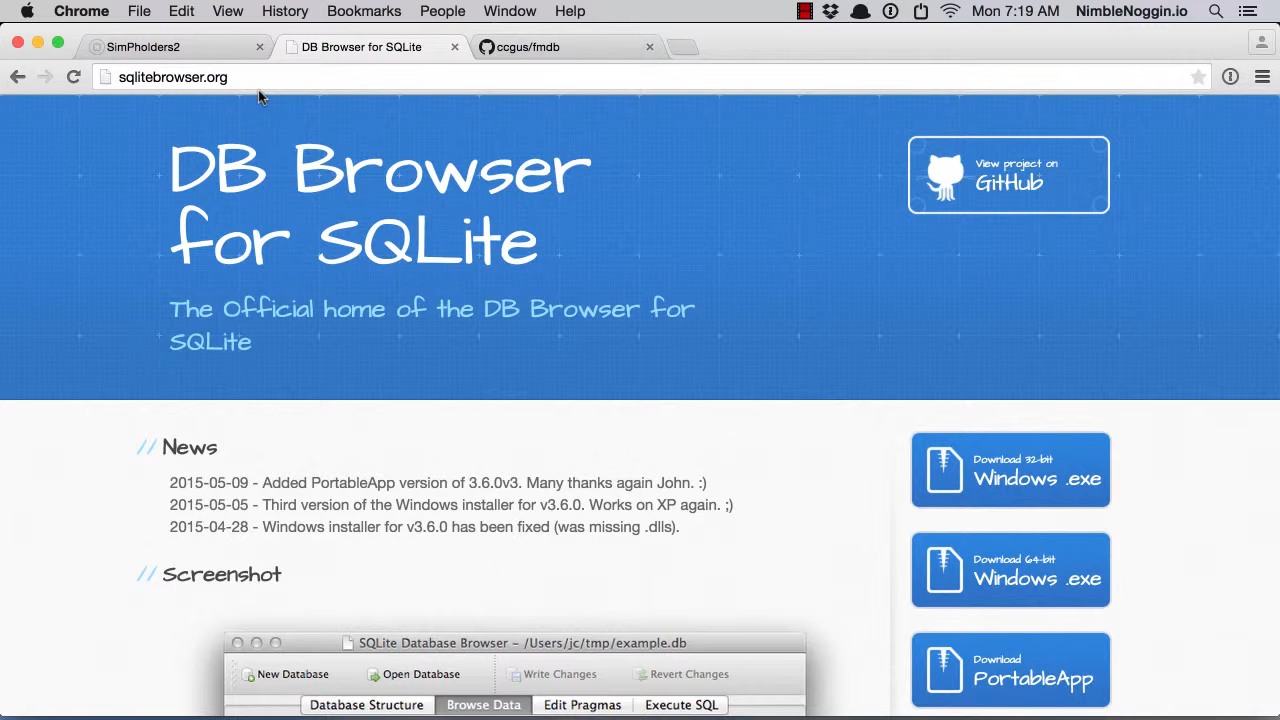 Chrome File Edit View History Bookmarks People Window Help Mon 7:19 AM NimbleNoggin.io
SimPholders2 DB Browser for SQLite ccgus/fmdb
sqlitebrowser.org
DB Browser
for SQLite
The Official home of the DB Browser for
SQLite
View project on
GitHub
// News
2015-05-09 - Added PortableApp version of 3.6.0v3. Many thanks again John. :)
2015-05-05 - Third version of the Windows installer for v3.6.0. Works on XP again. ;)
2015-04-28 - Windows installer for v3.6.0 has been fixed (was missing .dlls).
// Screenshot
SQLite Database Browser - /Users/jc/tmp/example.db
New Database Open Database Write Changes Revert Changes
Database Structure Browse Data Edit Pragmas Execute SQL
Download 32-bit
Windows .exe
Download 64-bit
Windows .exe
Download
PortableApp